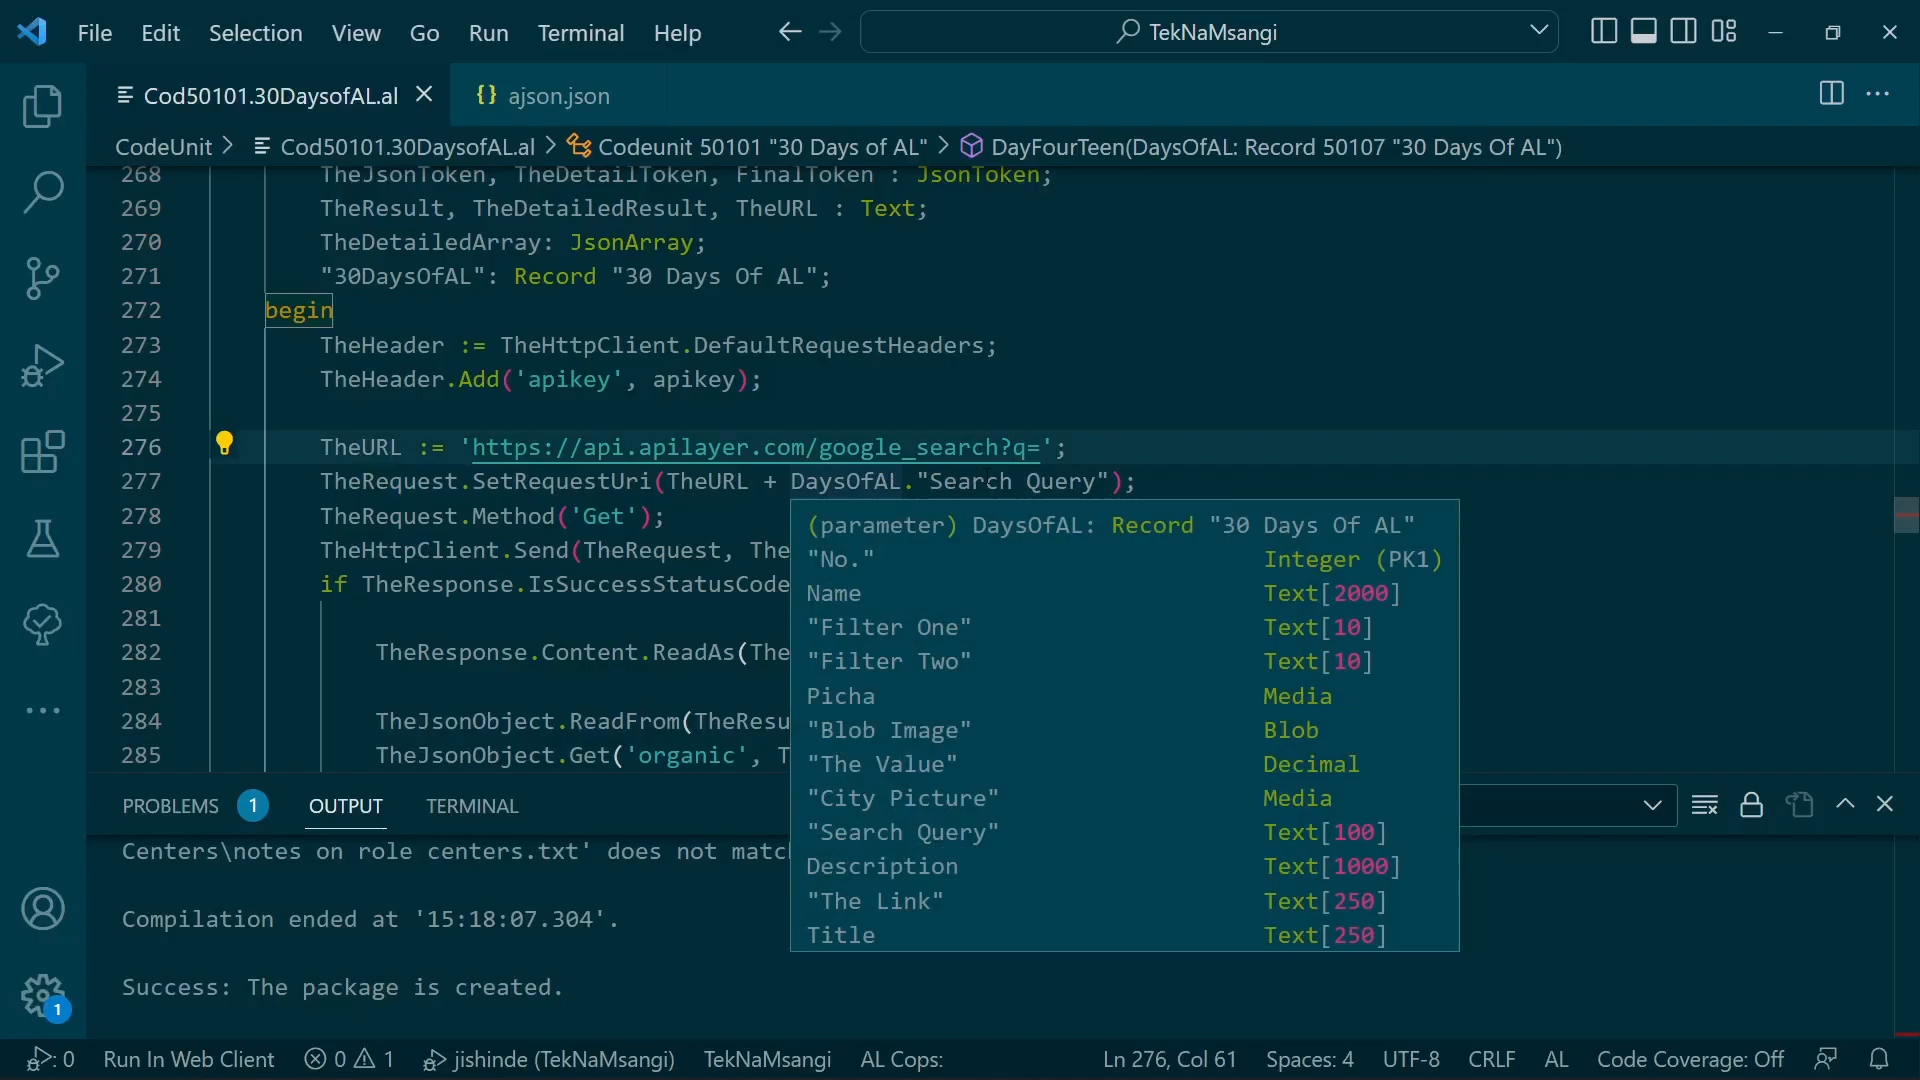 File Edit Selection View Go Run Terminal Help TekNaMsangi
Cod50101.30DaysofAL.al {} ajson.json
CodeUnit > Cod50101.30DaysofAL.al > Codeunit 50101 "30 Days of AL" > DayFourTeen(DaysOfAL: Record 50107 "30 Days Of AL")
268 TheJsonToken, TheDetailToken, FinalToken : JsonToken;
269 TheResult, TheDetailedResult, TheURL : Text;
270 TheDetailedArray: JsonArray;
271 "30DaysOfAL": Record "30 Days Of AL";
272 begin
273 TheHeader := TheHttpClient.DefaultRequestHeaders;
274 TheHeader.Add('apikey', apikey);
275
276 TheURL := 'https://api.apilayer.com/google_search?q=';
277 TheRequest.SetRequestUri(TheURL + DaysOfAL."Search Query");
278 TheRequest.Method('Get');
279 TheHttpClient.Send(TheRequest, The
280 if TheResponse.IsSuccessStatusCode
281
282 TheResponse.Content.ReadAs(The
283
284 TheJsonObject.ReadFrom(TheResu
285 TheJsonObject.Get('organic', T
(parameter) DaysOfAL: Record "30 Days Of AL"
"No." Integer (PK1)
Name Text[2000]
"Filter One" Text[10]
"Filter Two" Text[10]
Picha Media
"Blob Image" Blob
"The Value" Decimal
"City Picture" Media
"Search Query" Text[100]
Description Text[1000]
"The Link" Text[250]
Title Text[250]
PROBLEMS 1 OUTPUT TERMINAL
Centers\notes on role centers.txt' does not matc
Compilation ended at '15:18:07.304'.
Success: The package is created.
1
: 0 Run In Web Client 0 1 jishinde (TekNaMsangi) TekNaMsangi AL Cops: Ln 276, Col 61 Spaces: 4 UTF-8 CRLF AL Code Coverage: Off